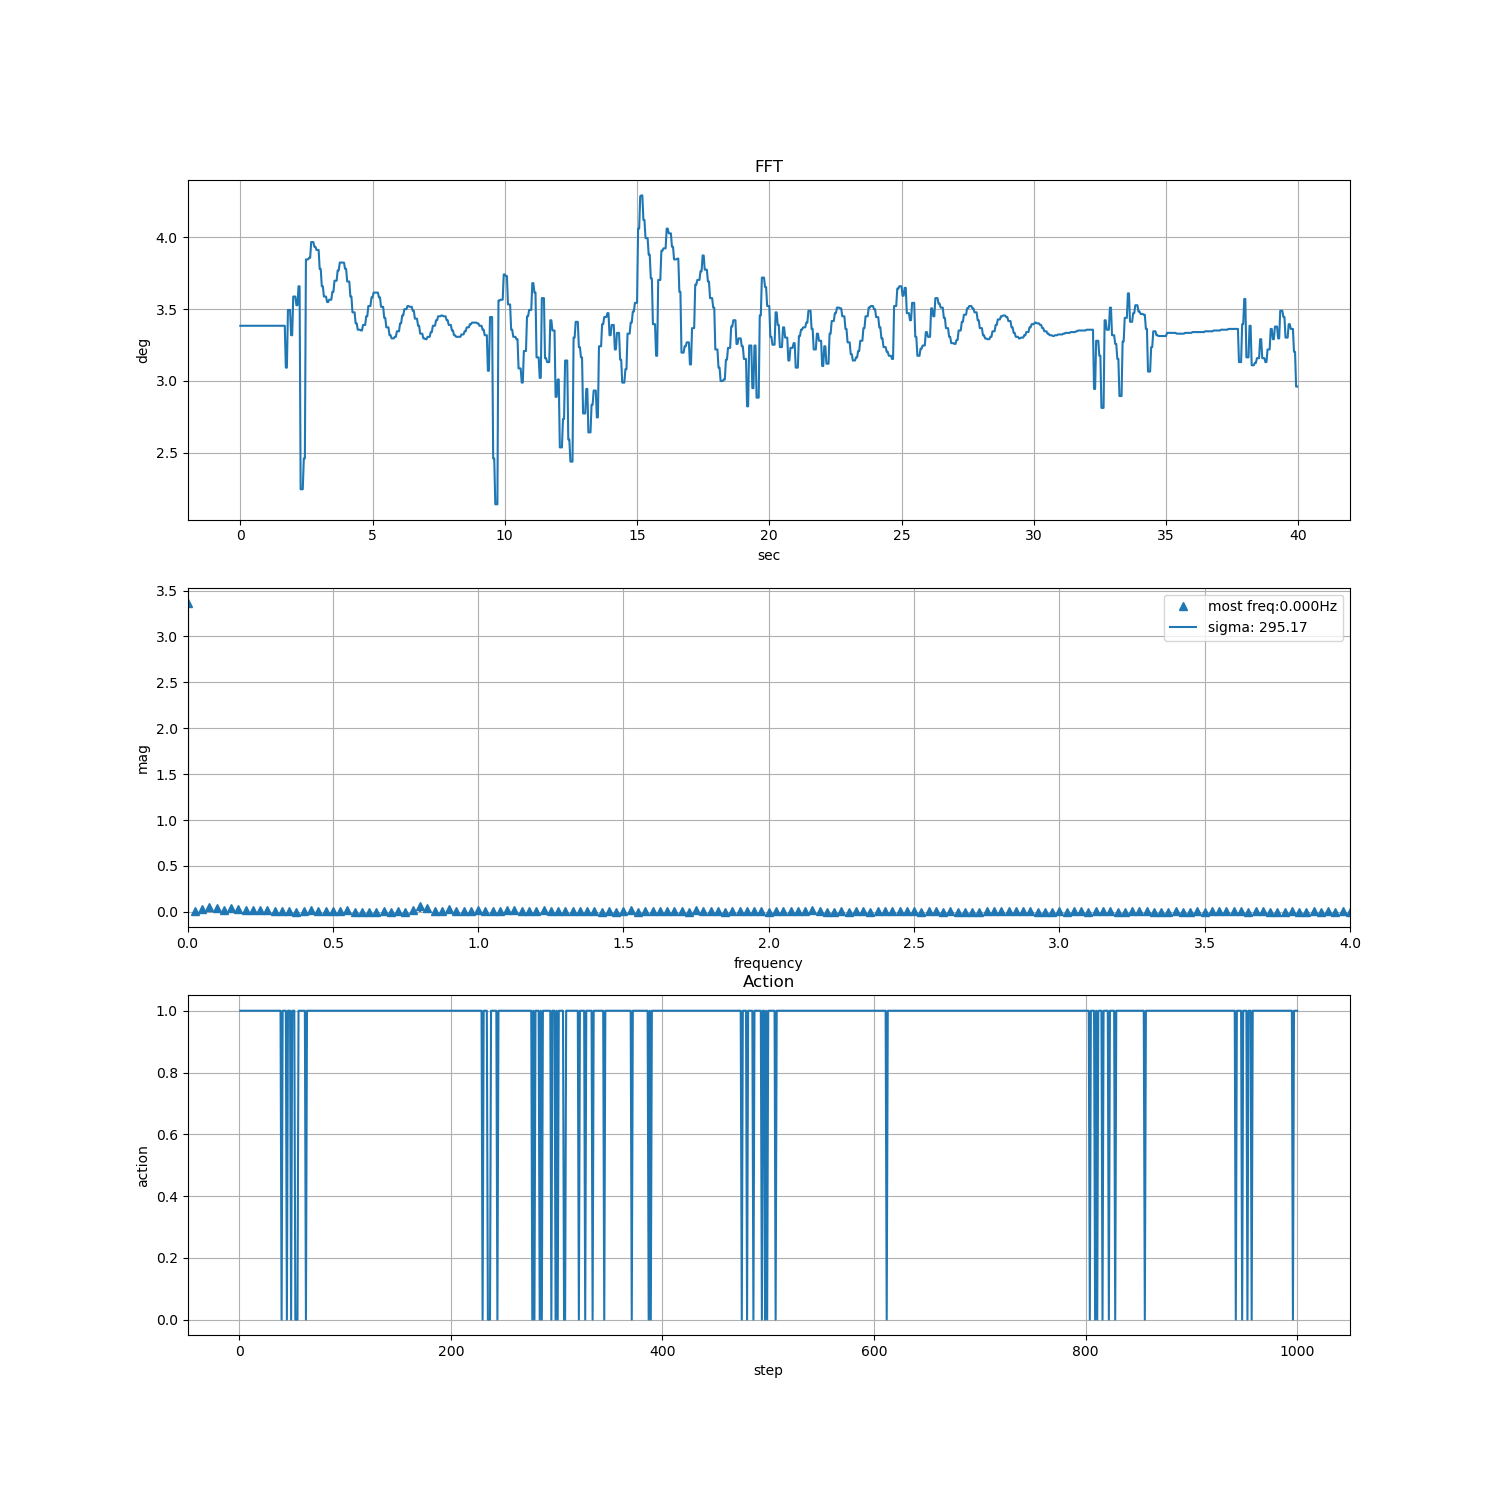 FFT
4.0
3.5
3.0
2.5
deg
0 5 10 15 20 25 30 35 40
sec
3.5
3.0
2.5
2.0
1.5
1.0
0.5
0.0
mag
most freq:0.000Hz
sigma: 295.17
0.0 0.5 1.0 1.5 2.0 2.5 3.0 3.5 4.0
frequency
Action
1.0
0.8
0.6
0.4
0.2
0.0
action
0 200 400 600 800 1000
step